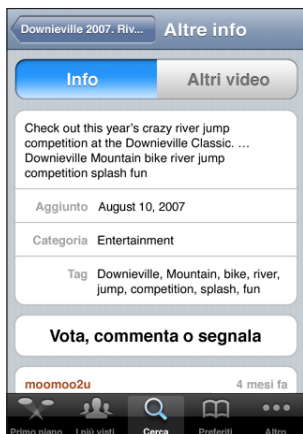 Downieville 2007. Riv...
Altre info
Info
Altri video
Check out this year's crazy river jump
competition at the Downieville Classic. ...
Downieville Mountain bike river jump
competition splash fun
Aggiunto August 10, 2007
Categoria Entertainment
Tag Downieville, Mountain, bike, river,
jump, competition, splash, fun
Vota, commenta o segnala
moomoo2u 4 mesi fa
Primo piano I più visti Cerca Preferiti Altro